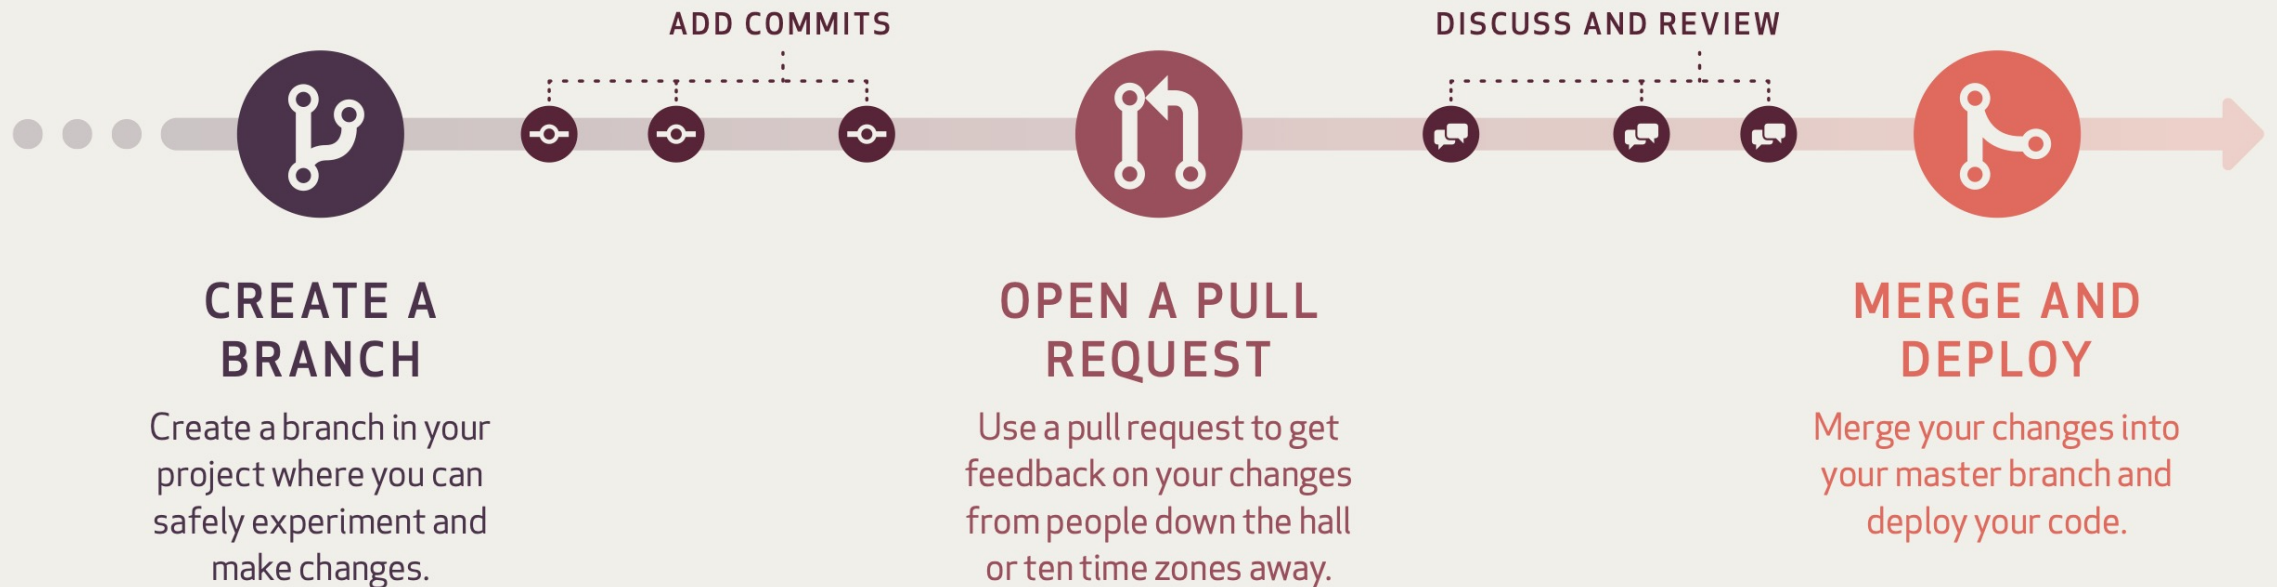 ADD COMMITS
DISCUSS AND REVIEW
CREATE A
BRANCH
Create a branch in your
project where you can
safely experiment and
make changes.
OPEN A PULL
REQUEST
Use a pull request to get
feedback on your changes
from people down the hall
or ten time zones away.
MERGE AND
DEPLOY
Merge your changes into
your master branch and
deploy your code.